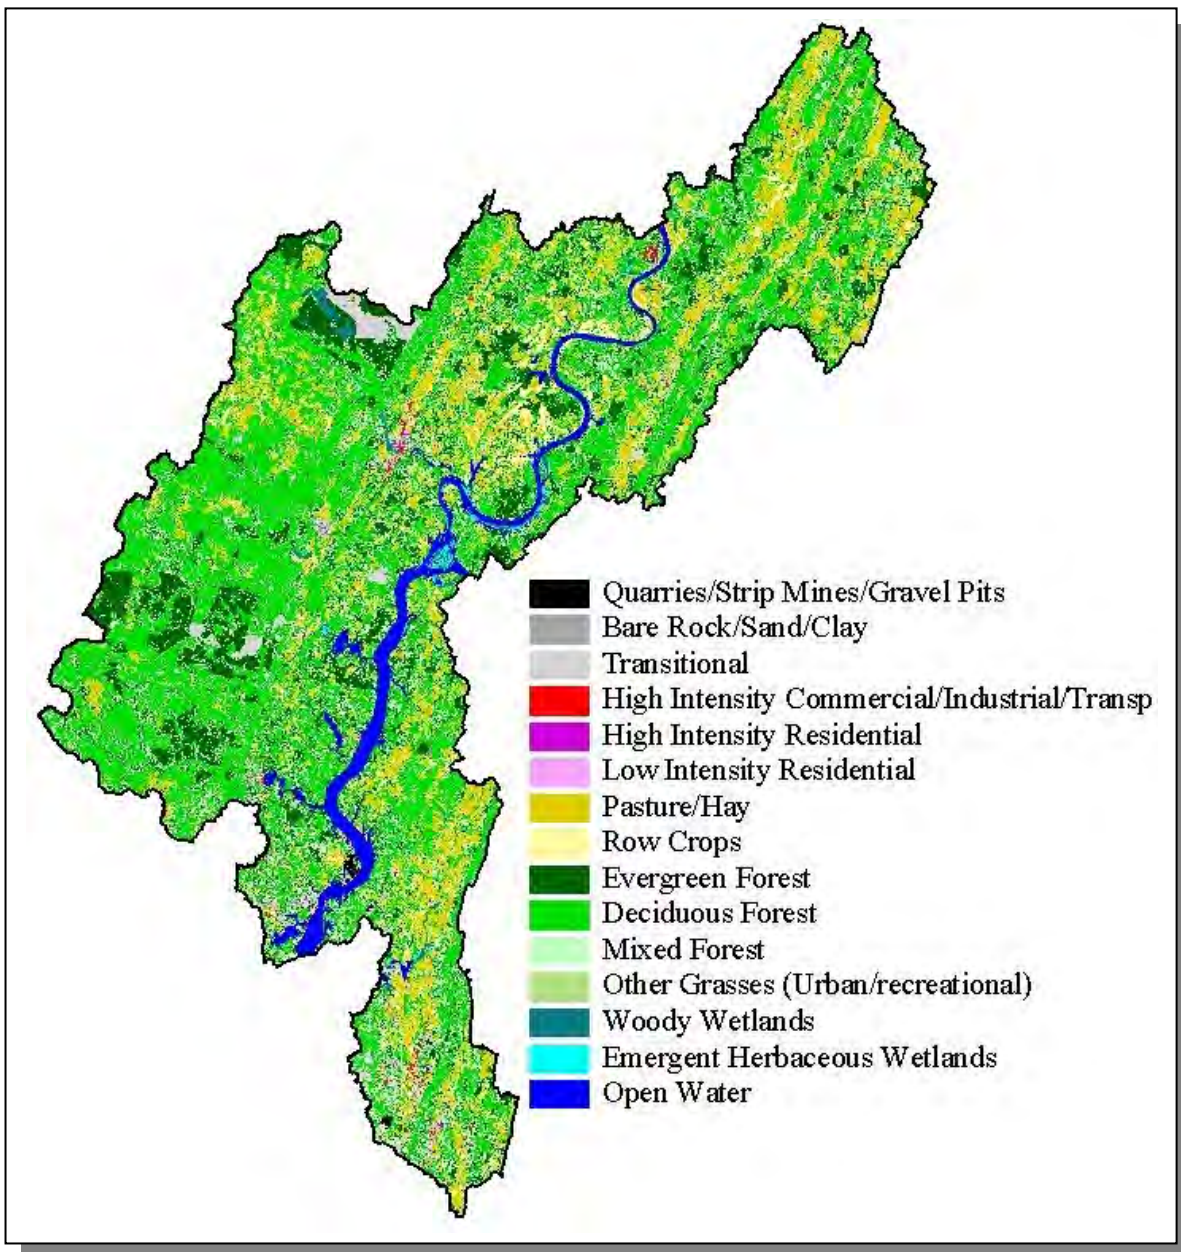 Quarries/Strip Mines/Gravel Pits
Bare Rock/Sand/Clay
Transitional
High Intensity Commercial/Industrial/Transp
High Intensity Residential
Low Intensity Residential
Pasture/Hay
Row Crops
Evergreen Forest
Deciduous Forest
Mixed Forest
Other Grasses (Urban/recreational)
Woody Wetlands
Emergent Herbaceous Wetlands
Open Water